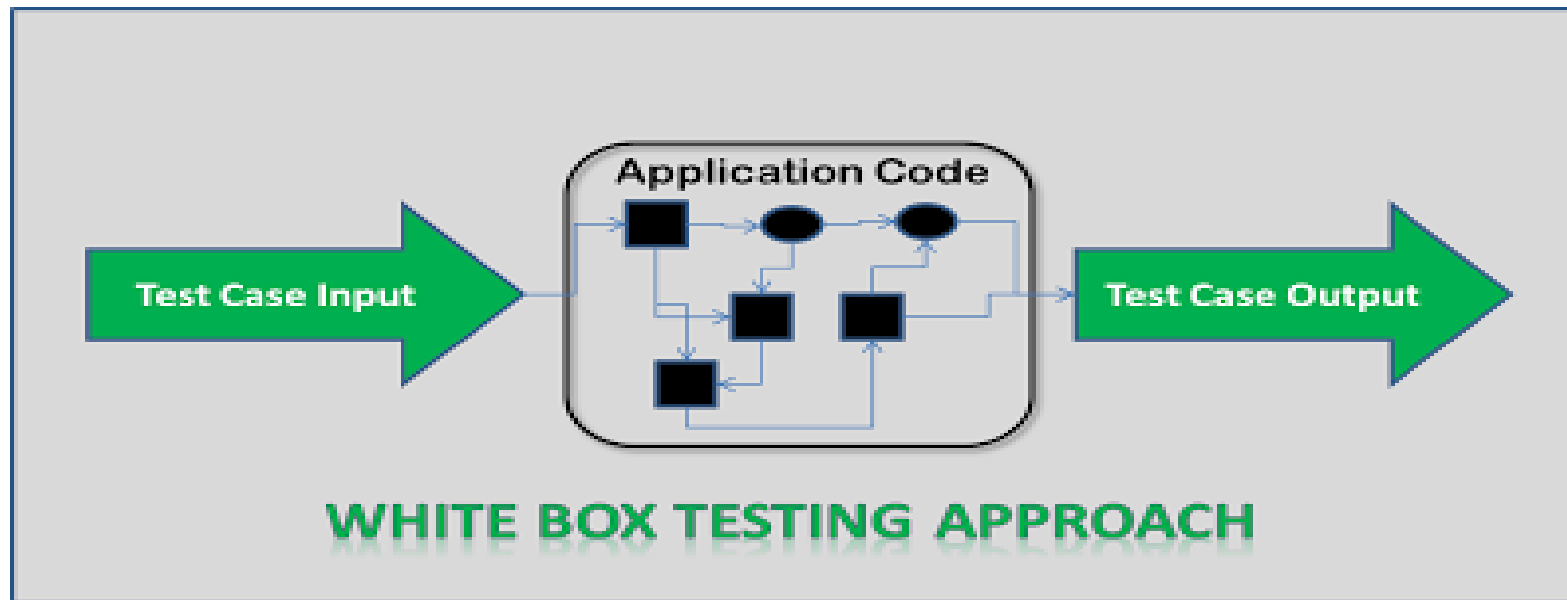 Application Code
Test Case Input
Test Case Output
WHITE BOX TESTING APPROACH